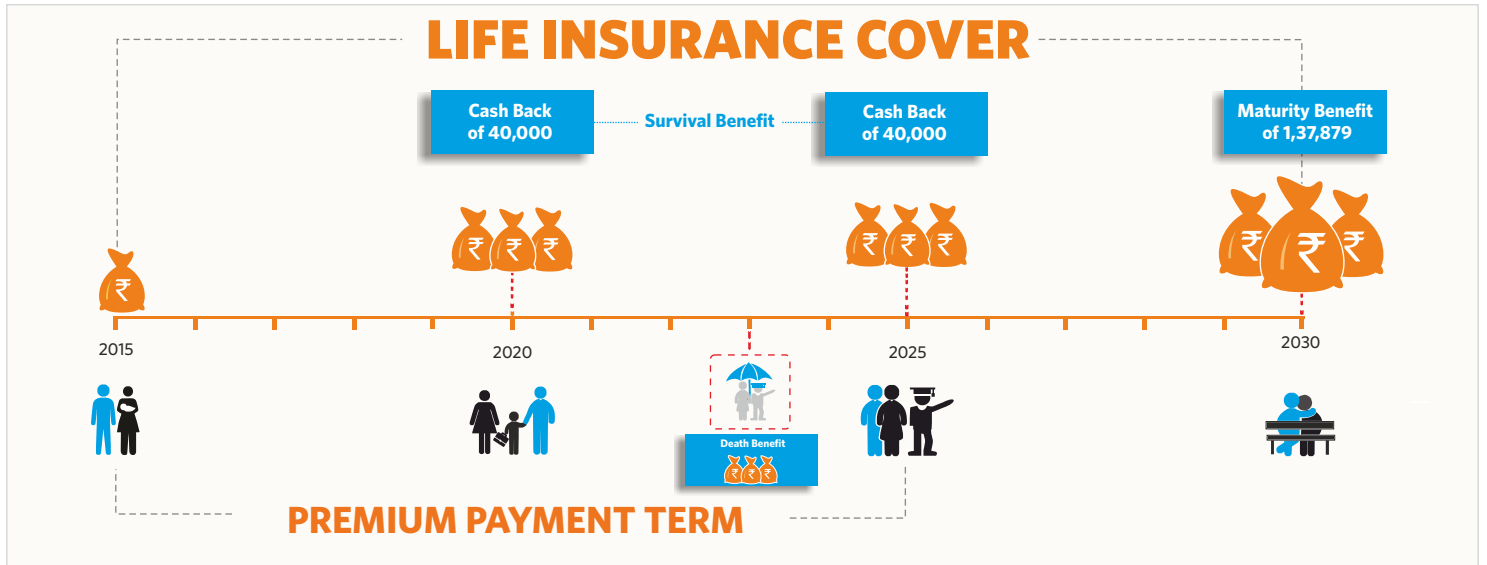 LIFE INSURANCE COVER
Cash Back
of 40,000
Survival Benefit
Cash Back
of 40,000
Maturity Benefit
of 1,37,879
₹
₹ ₹ ₹
₹ ₹ ₹
₹ ₹ ₹
2015
2020
2025
2030
Death Benefit
₹ ₹ ₹
PREMIUM PAYMENT TERM